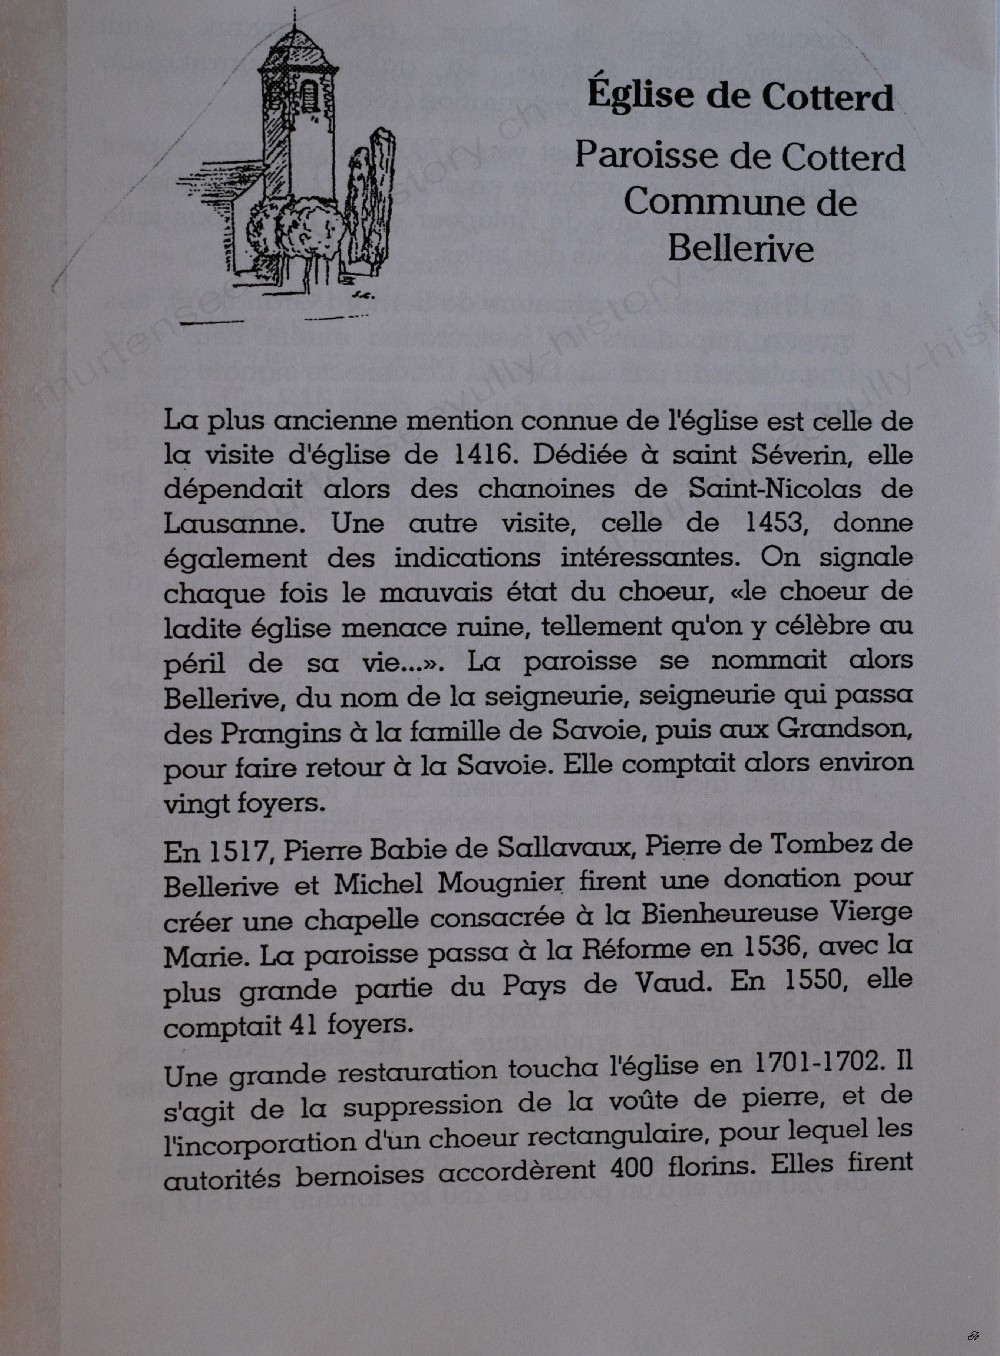 Église de Cotterd
Paroisse de Cotterd
Commune de
Bellerive
La plus ancienne mention connue de l'église est celle de
la visite d'église de 1416. Dédiée à saint Séverin, elle
dépendait alors des chanoines de Saint-Nicolas de
Lausanne. Une autre visite, celle de 1453, donne
également des indications intéressantes. On signale
chaque fois le mauvais état du choeur, «le choeur de
ladite église menace ruine, tellement qu'on y célèbre au
péril de sa vie...». La paroisse se nommait alors
Bellerive, du nom de la seigneurie, seigneurie qui passa
des Prangins à la famille de Savoie, puis aux Grandson,
pour faire retour à la Savoie. Elle comptait alors environ
vingt foyers.
En 1517, Pierre Babie de Sallavaux, Pierre de Tombez de
Bellerive et Michel Mougnier firent une donation pour
créer une chapelle consacrée à la Bienheureuse Vierge
Marie. La paroisse passa à la Réforme en 1536, avec la
plus grande partie du Pays de Vaud. En 1550, elle
comptait 41 foyers.
Une grande restauration toucha l'église en 1701-1702. Il
s'agit de la suppression de la voûte de pierre, et de
l'incorporation d'un choeur rectangulaire, pour lequel les
autorités bernoises accordèrent 400 florins. Elles firent